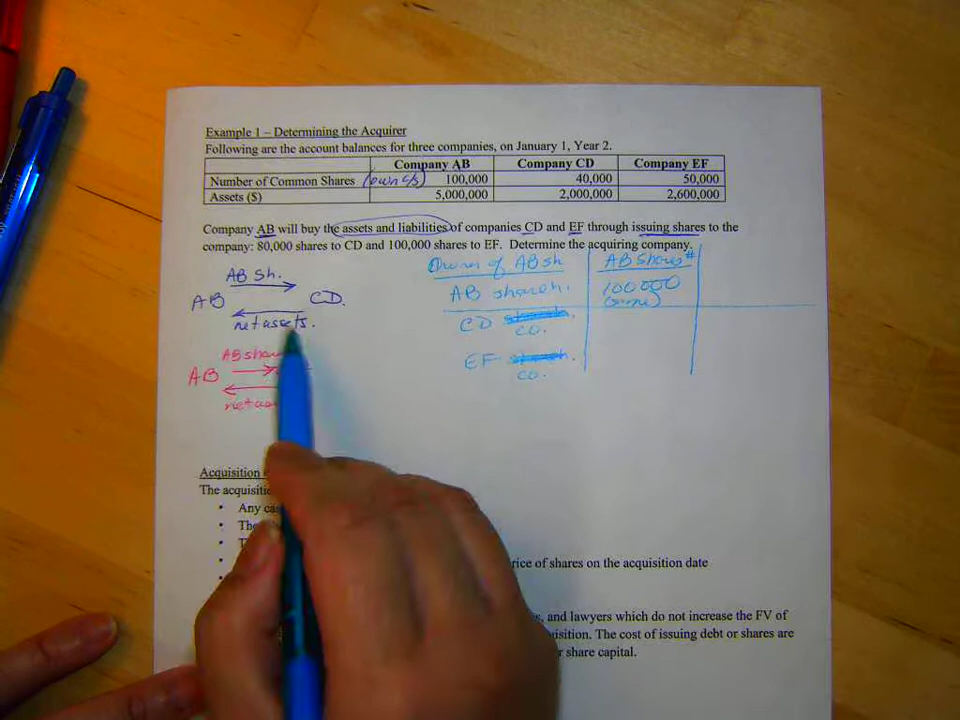 Example 1 – Determining the Acquirer
Following are the account balances for three companies, on January 1, Year 2.
Company AB Company CD Company EF
Number of Common Shares (own c/s) 100,000 40,000 50,000
Assets ($) 5,000,000 2,000,000 2,600,000
Company AB will buy the assets and liabilities of companies CD and EF through issuing shares to the
company: 80,000 shares to CD and 100,000 shares to EF. Determine the acquiring company.
AB Sh.
AB CD.
net assets.
AB shar
AB
net as
Owner of AB sh AB Shares #
AB shareh. 100000
(same)
CD
CO.
EF
CO.
Acquisition
The acquisiti
Any
rice of shares on the acquisition date
, and lawyers which do not increase the FV of
uisition. The cost of issuing debt or shares are
r share capital.